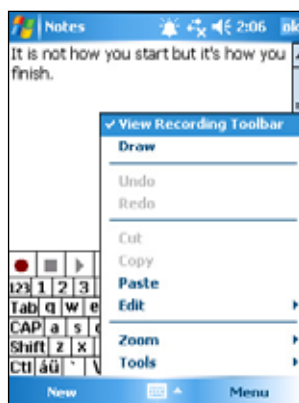 Notes 2:06 ok
It is not how you start but it's how you
finish.
View Recording Toolbar
Draw
Undo
Redo
Cut
Copy
Paste
Edit
Zoom
Tools
123 1 2 3
Tab q w e
CAP a s d
Shift z x
Ctl áü ` \
New Menu